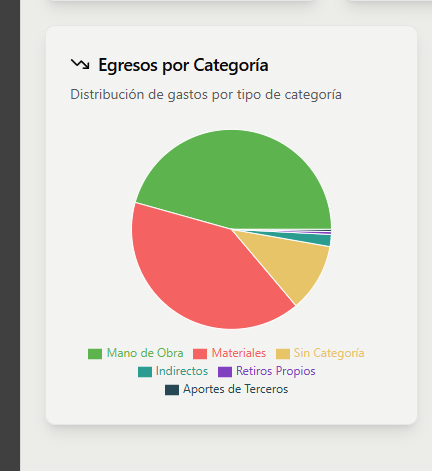 Egresos por Categoría
Distribución de gastos por tipo de categoría
Mano de Obra Materiales Sin Categoría
Indirectos Retiros Propios
Aportes de Terceros